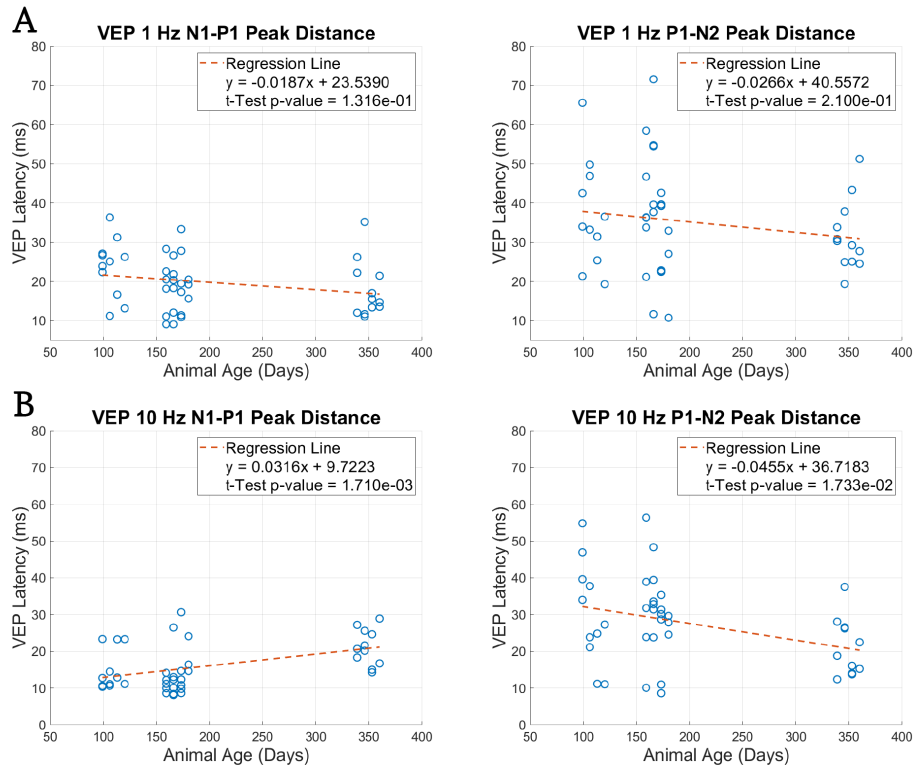 A
VEP 1 Hz N1-P1 Peak Distance
80
70
60
50
40
30
20
10
VEP Latency (ms)
Regression Line
y = -0.0187x + 23.5390
t-Test p-value = 1.316e-01
50 100 150 200 250 300 350 400
Animal Age (Days)
VEP 1 Hz P1-N2 Peak Distance
80
70
60
50
40
30
20
10
VEP Latency (ms)
Regression Line
y = -0.0266x + 40.5572
t-Test p-value = 2.100e-01
50 100 150 200 250 300 350 400
Animal Age (Days)
B
VEP 10 Hz N1-P1 Peak Distance
80
70
60
50
40
30
20
10
0
VEP Latency (ms)
Regression Line
y = 0.0316x + 9.7223
t-Test p-value = 1.710e-03
50 100 150 200 250 300 350 400
Animal Age (Days)
VEP 10 Hz P1-N2 Peak Distance
80
70
60
50
40
30
20
10
0
VEP Latency (ms)
Regression Line
y = -0.0455x + 36.7183
t-Test p-value = 1.733e-02
50 100 150 200 250 300 350 400
Animal Age (Days)